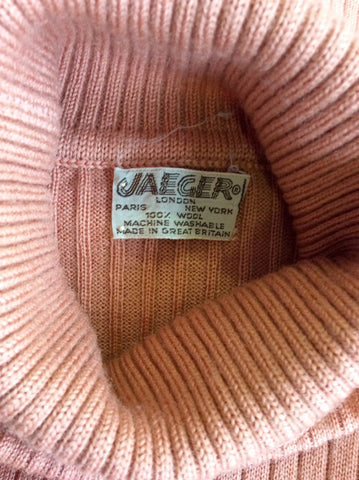 JAEGER®
LONDON
PARIS NEW YORK
100% WOOL
MACHINE WASHABLE
MADE IN GREAT BRITAIN